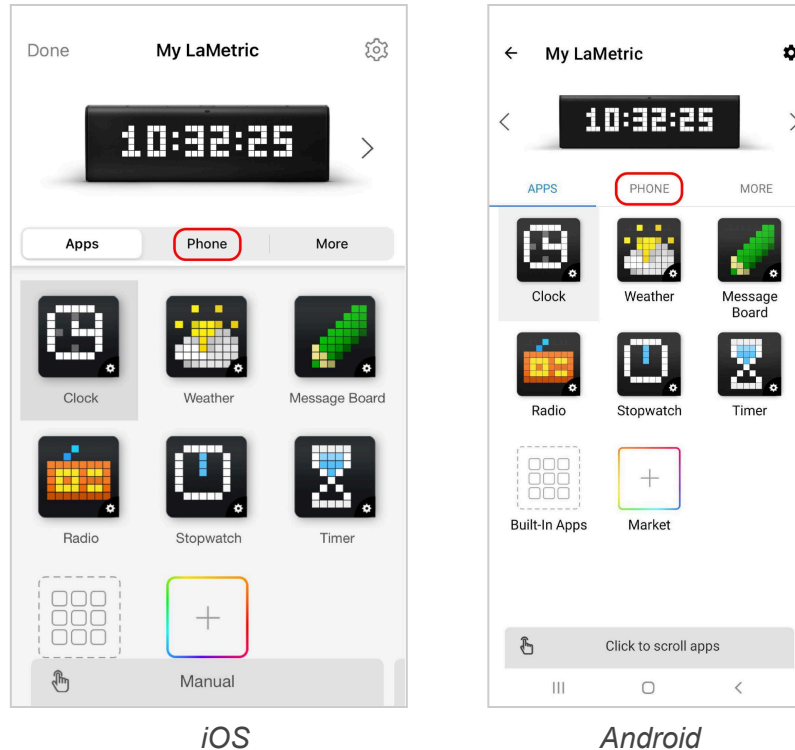 Done My LaMetric
10:32:25
Apps Phone More
Clock Weather Message Board
Radio Stopwatch Timer
Manual
iOS
My LaMetric
10:32:25
APPS PHONE MORE
Clock Weather Message
Board
Radio Stopwatch Timer
Built-In Apps Market
Click to scroll apps
Android